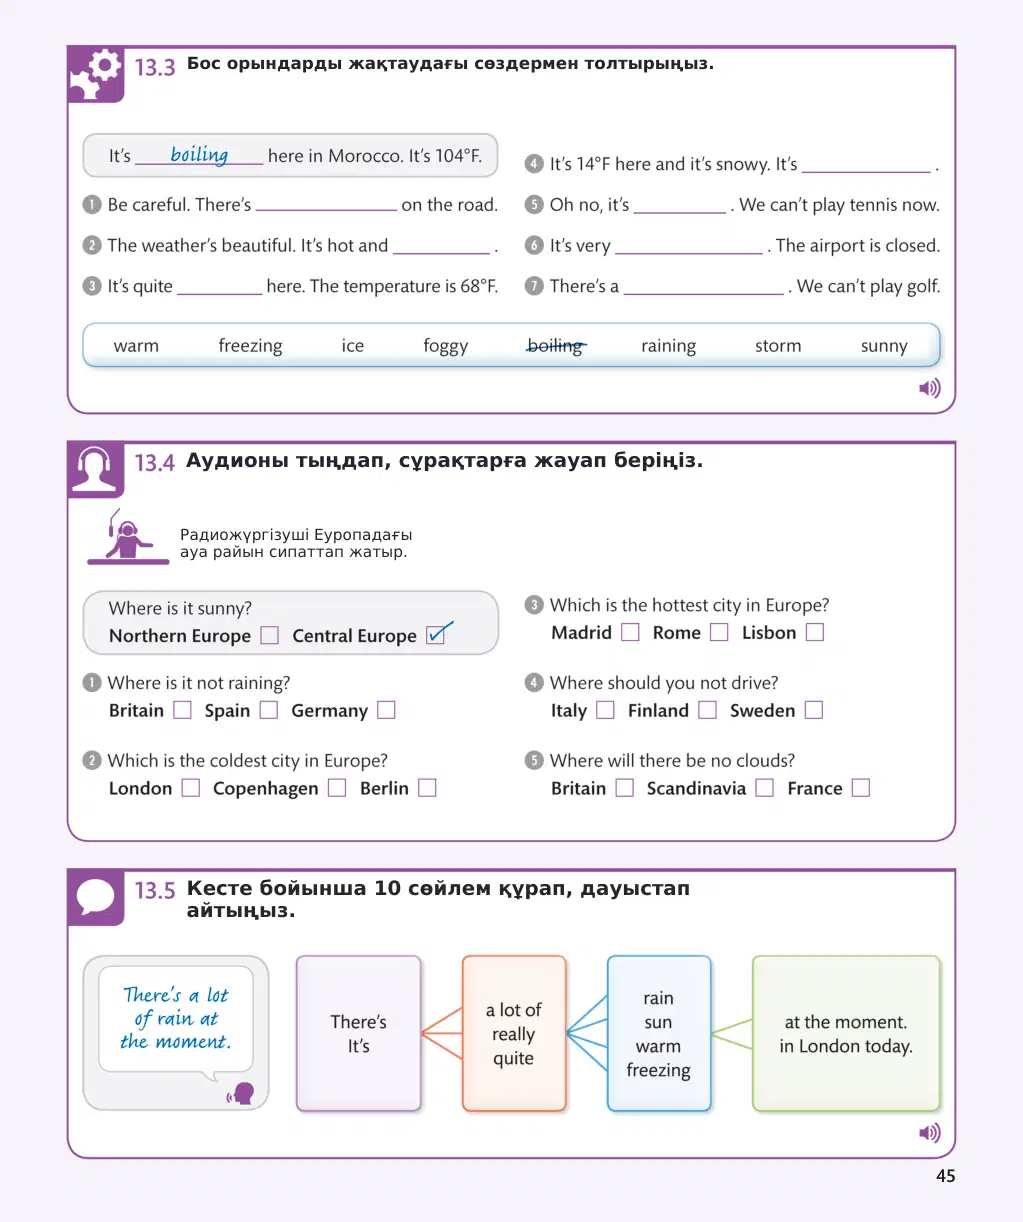 13.3 Бос орындарды жақтаудағы сөздермен толтырыңыз.
It's boiling here in Morocco. It's 104°F.
1 Be careful. There's ____ on the road.
2 The weather's beautiful. It's hot and ____ .
3 It's quite ____ here. The temperature is 68°F.
4 It's 14°F here and it's snowy. It's ____ .
5 Oh no, it's ____ . We can't play tennis now.
6 It's very ____ . The airport is closed.
7 There's a ____ . We can't play golf.
warm freezing ice foggy boiling raining storm sunny
13.4 Аудионы тыңдап, сұрақтарға жауап беріңіз.
Радиожүргізуші Еуропадағы
ауа райын сипаттап жатыр.
Where is it sunny?
Northern Europe Central Europe
1 Where is it not raining?
Britain Spain Germany
2 Which is the coldest city in Europe?
London Copenhagen Berlin
3 Which is the hottest city in Europe?
Madrid Rome Lisbon
4 Where should you not drive?
Italy Finland Sweden
5 Where will there be no clouds?
Britain Scandinavia France
13.5 Кесте бойынша 10 сөйлем құрап, дауыстап
айтыңыз.
There's a lot
of rain at
the moment.
There's
It's
a lot of
really
quite
rain
sun
warm
freezing
at the moment.
in London today.
45